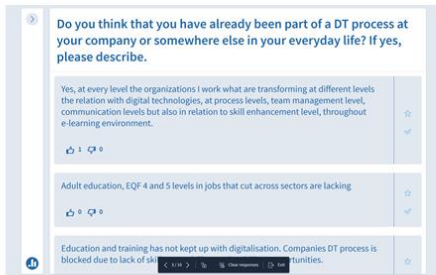 Do you think that you have already been part of a DT process at
your company or somewhere else in your everyday life? If yes,
please describe.
Yes, at every level the organizations I work what are transforming at different levels
the relation with digital technologies, at process levels, team management level,
communication levels but also in relation to skill enhancement level, throughout
e-learning environment.
1 0
Adult education, EQF 4 and 5 levels in jobs that cut across sectors are lacking
0 0
Education and training has not kept up with digitalisation. Companies DT process is
blocked due to lack of rtunities.
Clear responses Exit